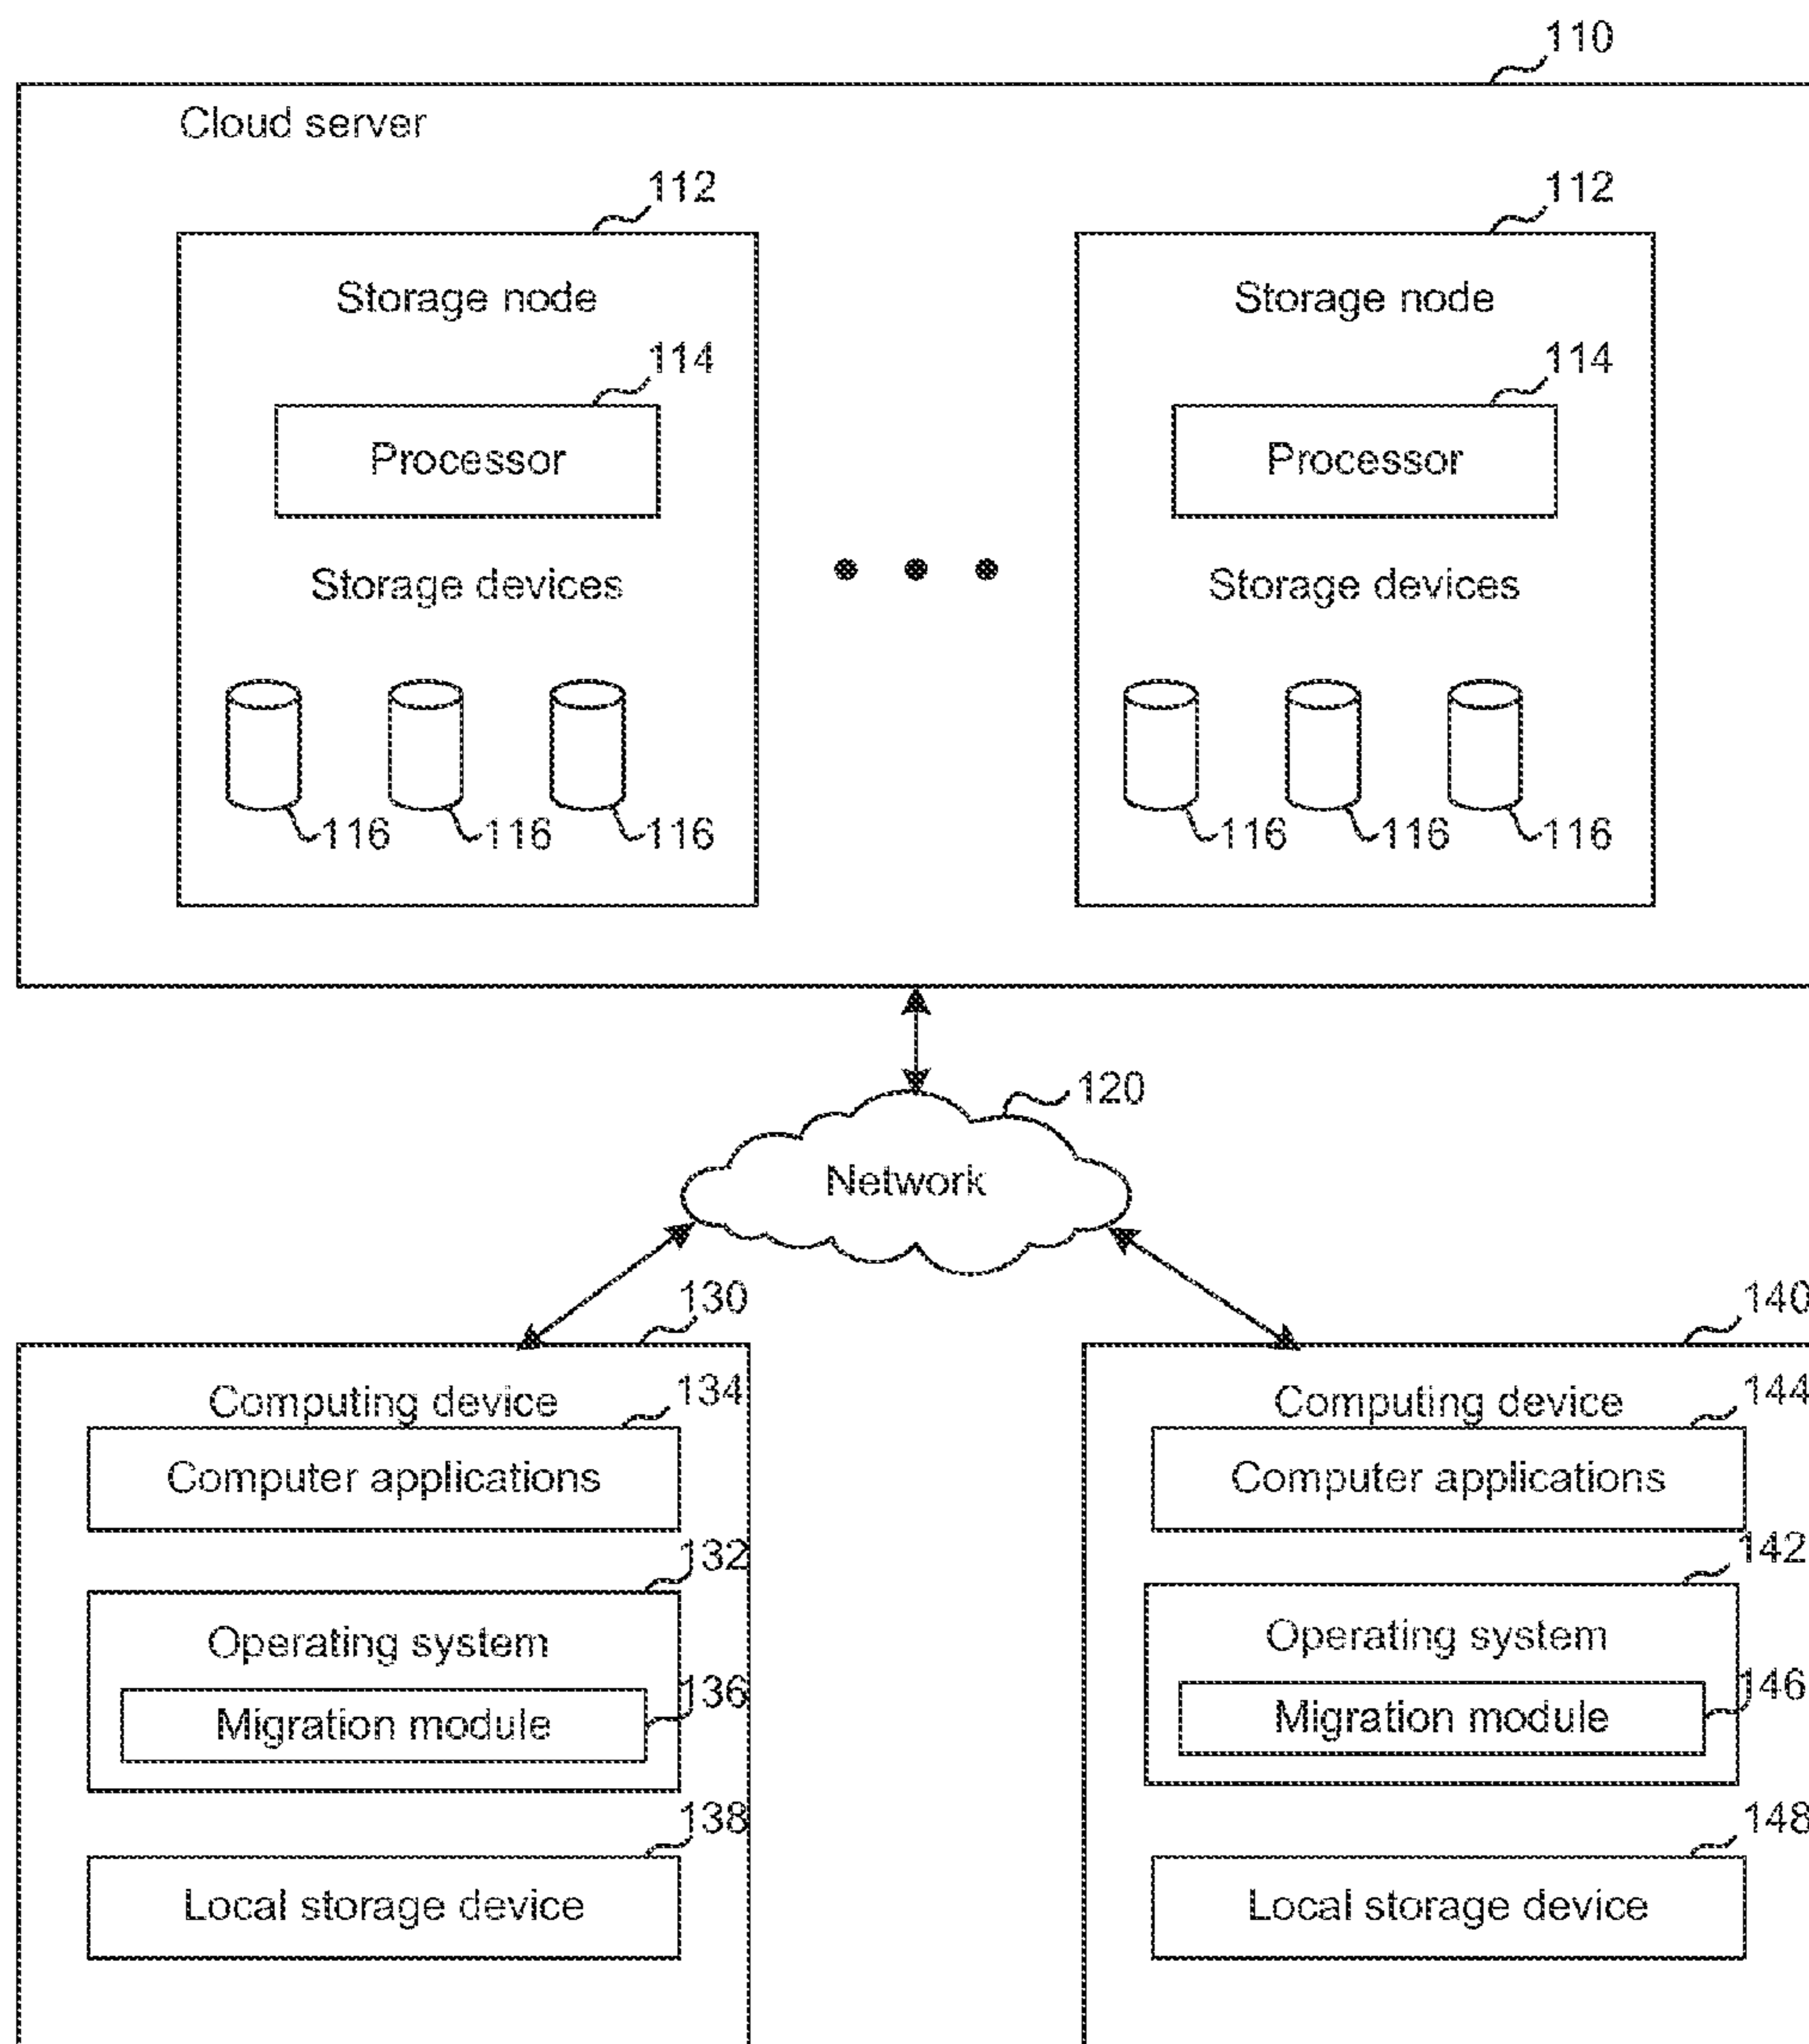 110
Cloud server
112 112
Storage node Storage node
114 114
Processor Processor
Storage devices Storage devices
116 116 116 116 116 116
120
Network
130 140
Computing device 134 Computing device 144
Computer applications Computer applications
132 142
Operating system Operating system
136 146
Migration module Migration module
138 148
Local storage device Local storage device